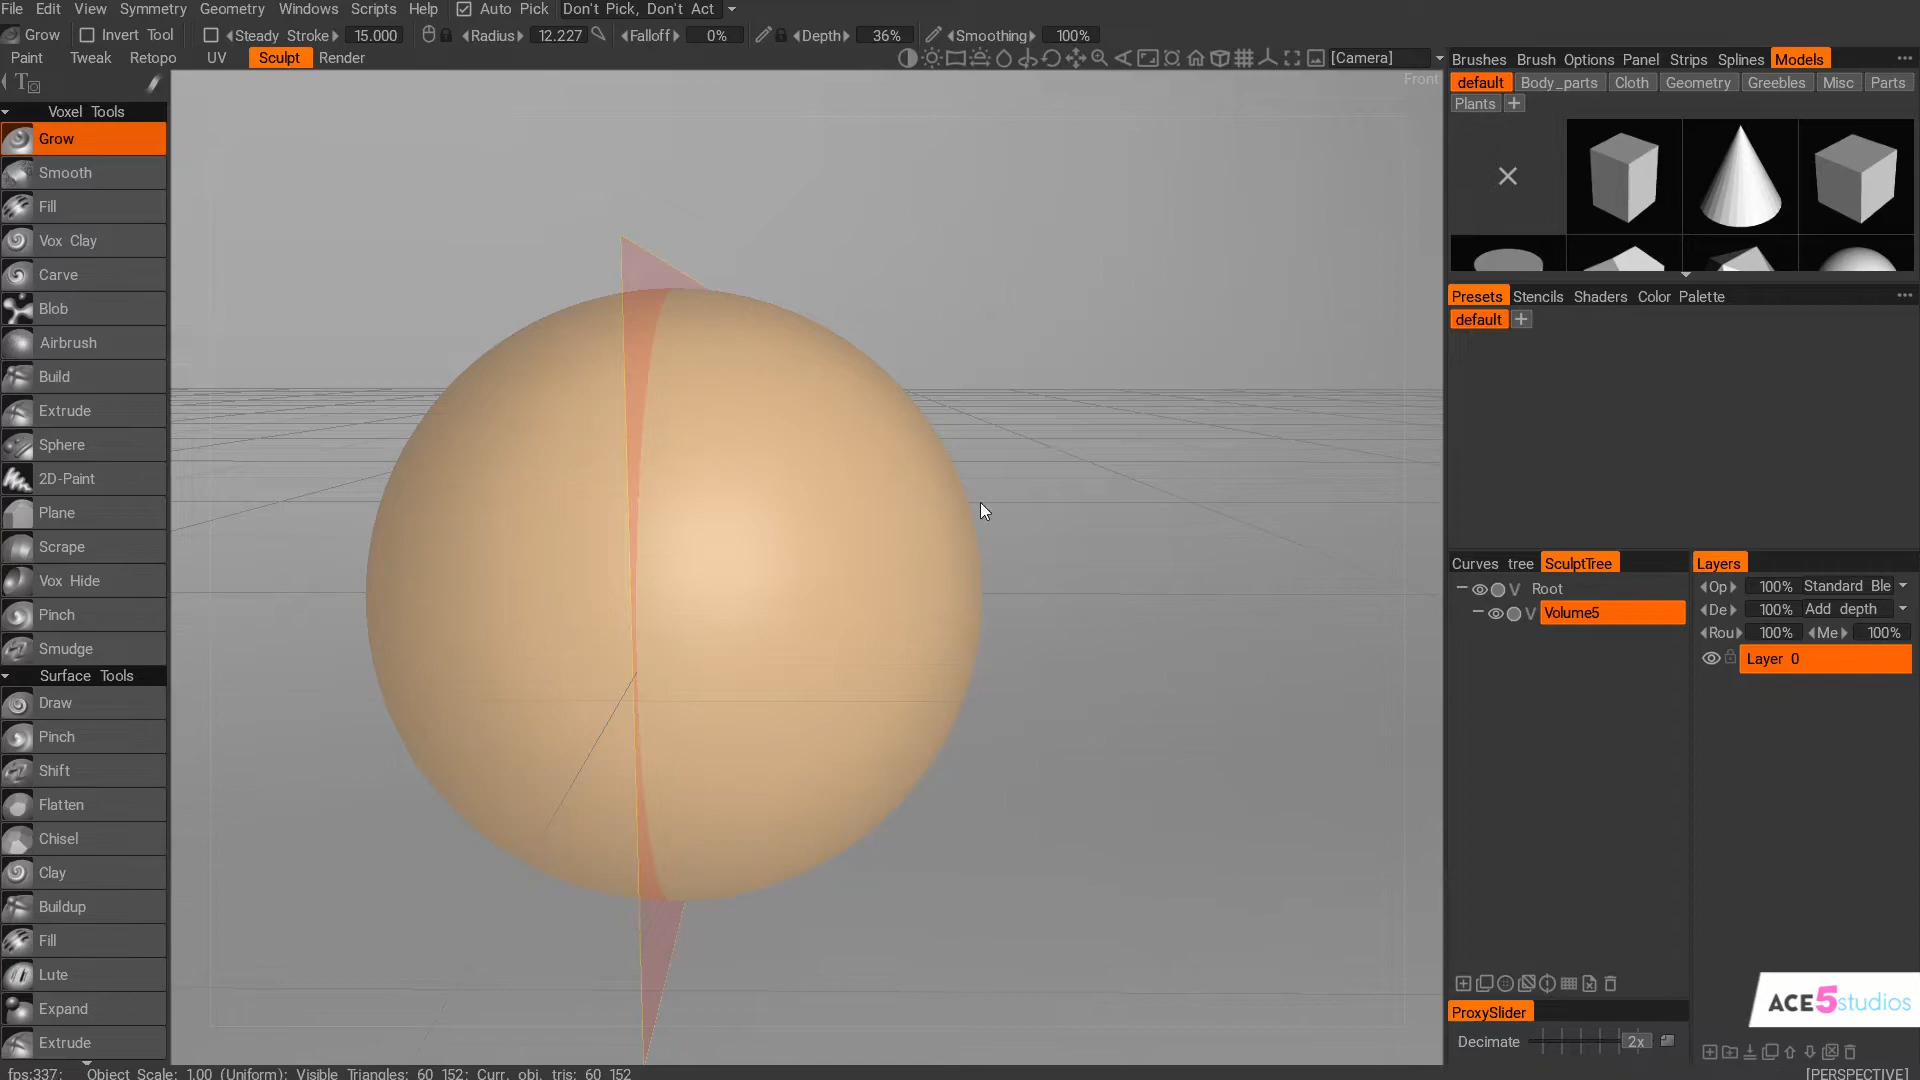 File Edit View Symmetry Geometry Windows Scripts Help Auto Pick Don't Pick, Don't Act
Grow Invert Tool Steady Stroke 15.000 Radius 12.227 Falloff 0% Depth 36% Smoothing 100%
Paint Tweak Retopo UV Sculpt Render [Camera]
Front
Voxel Tools
Grow
Smooth
Fill
Vox Clay
Carve
Blob
Airbrush
Build
Extrude
Sphere
2D-Paint
Plane
Scrape
Vox Hide
Pinch
Smudge
Surface Tools
Draw
Pinch
Shift
Flatten
Chisel
Clay
Buildup
Fill
Lute
Expand
Extrude
Brushes Brush Options Panel Strips Splines Models
default Body_parts Cloth Geometry Greebles Misc Parts
Plants +
Presets Stencils Shaders Color Palette
default +
Curves tree SculptTree
V Root
V Volume5
Layers
Op 100% Standard Ble
De 100% Add depth
Rou 100% Me 100%
Layer 0
ProxySlider
Decimate 2x
ACE5studios
fps:337; Object Scale: 1.00 (Uniform); Visible Triangles: 60 152; Curr. obj. tris: 60 152
[PERSPECTIVE]